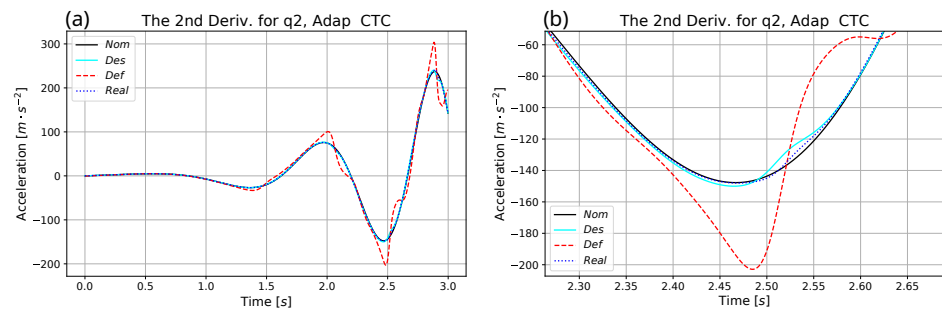 (a)
The 2nd Deriv. for q2, Adap CTC
300
200
100
0
−100
−200
Acceleration [m · s⁻²]
Nom
Des
Def
Real
0.0 0.5 1.0 1.5 2.0 2.5 3.0
Time [s]
(b)
The 2nd Deriv. for q2, Adap CTC
−60
−80
−100
−120
−140
−160
−180
−200
Acceleration [m · s⁻²]
Nom
Des
Def
Real
2.30 2.35 2.40 2.45 2.50 2.55 2.60 2.65
Time [s]